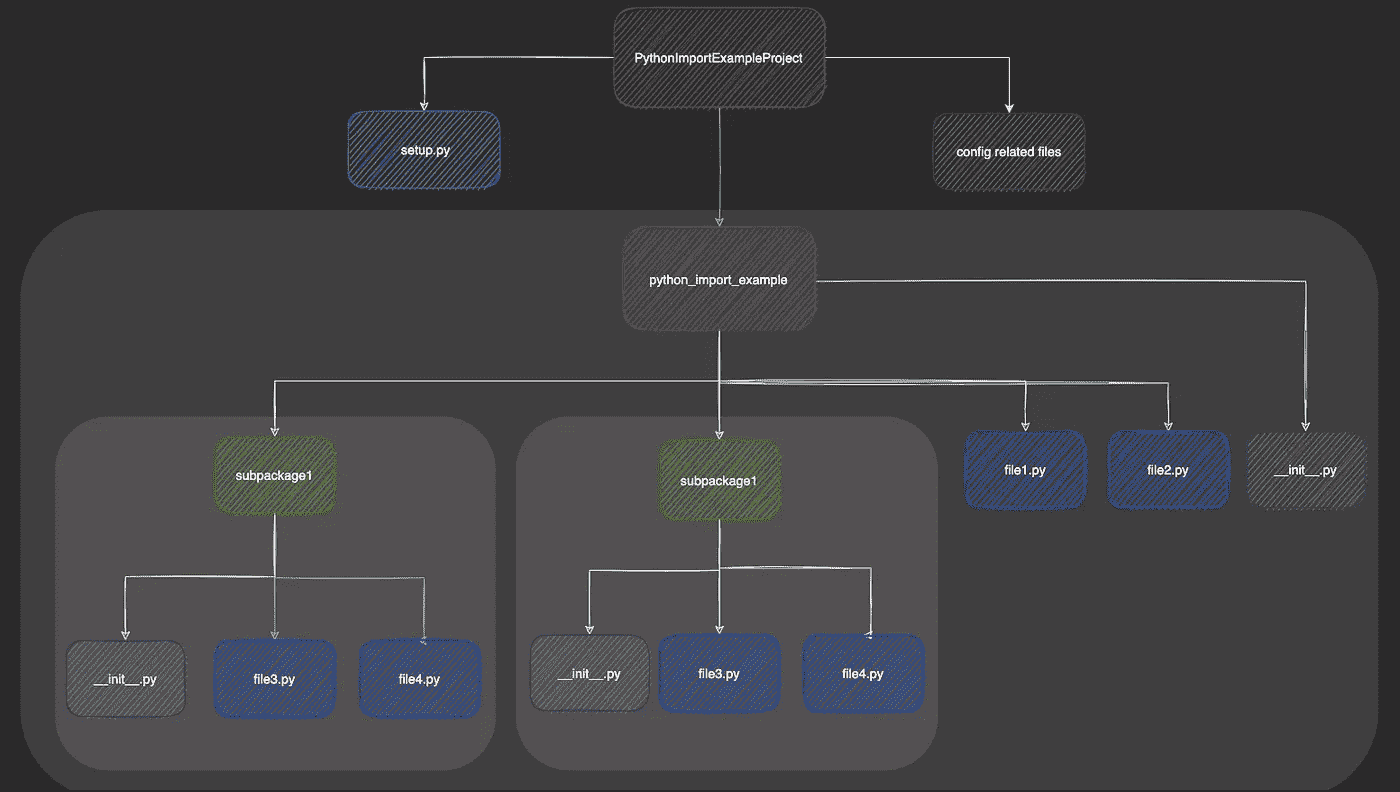 PythonImportExampleProject
setup.py
config related files
python_import_example
subpackage1
subpackage1
file1.py
file2.py
__init__.py
__init__.py
file3.py
file4.py
__init__.py
file3.py
file4.py